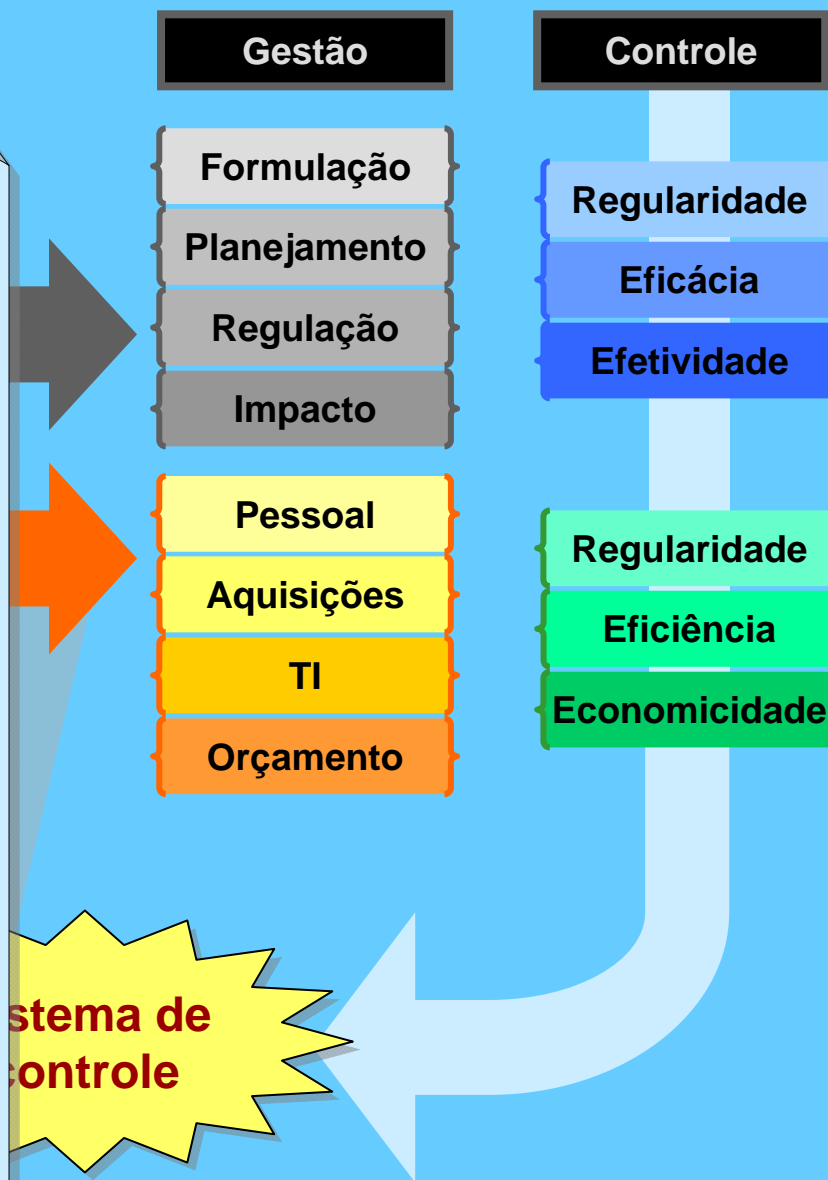 Gestão
Controle
Formulação
Planejamento
Regulação
Impacto
Regularidade
Eficácia
Efetividade
Pessoal
Aquisições
TI
Orçamento
Regularidade
Eficiência
Economicidade
stema de
controle